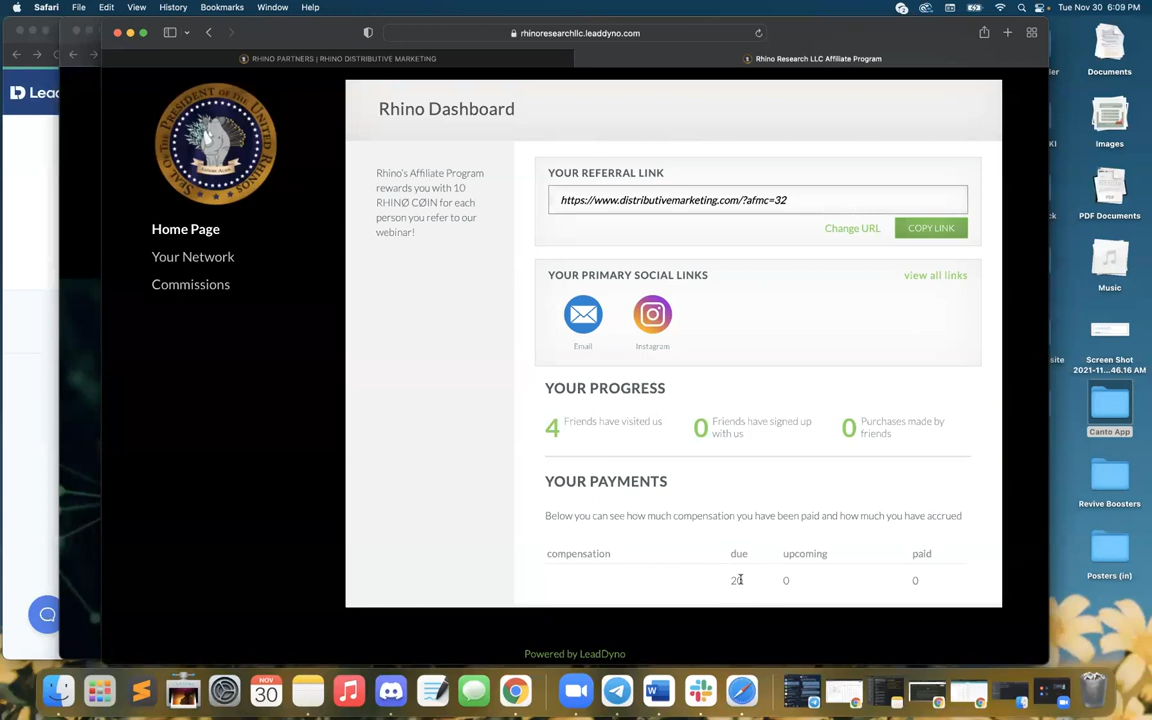 Safari File Edit View History Bookmarks Window Help Tue Nov 30 6:09 PM
rhinoresearchllc.leaddyno.com
RHINO PARTNERS | RHINO DISTRIBUTIVE MARKETING Rhino Research LLC Affiliate Program
Rhino Dashboard
Home Page
Your Network
Commissions
Rhino's Affiliate Program
rewards you with 10
RHINØ CØIN for each
person you refer to our
webinar!
YOUR REFERRAL LINK
https://www.distributivemarketing.com/?afmc=32
Change URL COPY LINK
YOUR PRIMARY SOCIAL LINKS view all links
Email Instagram
YOUR PROGRESS
4 Friends have visited us
0 Friends have signed up
with us
0 Purchases made by
friends
YOUR PAYMENTS
Below you can see how much compensation you have been paid and how much you have accrued
compensation due upcoming paid
20 0 0
Powered by LeadDyno
Documents
Images
PDF Documents
Music
Screen Shot
2021-11...46.16 AM
Canto App
Revive Boosters
Posters (in)
NOV
30